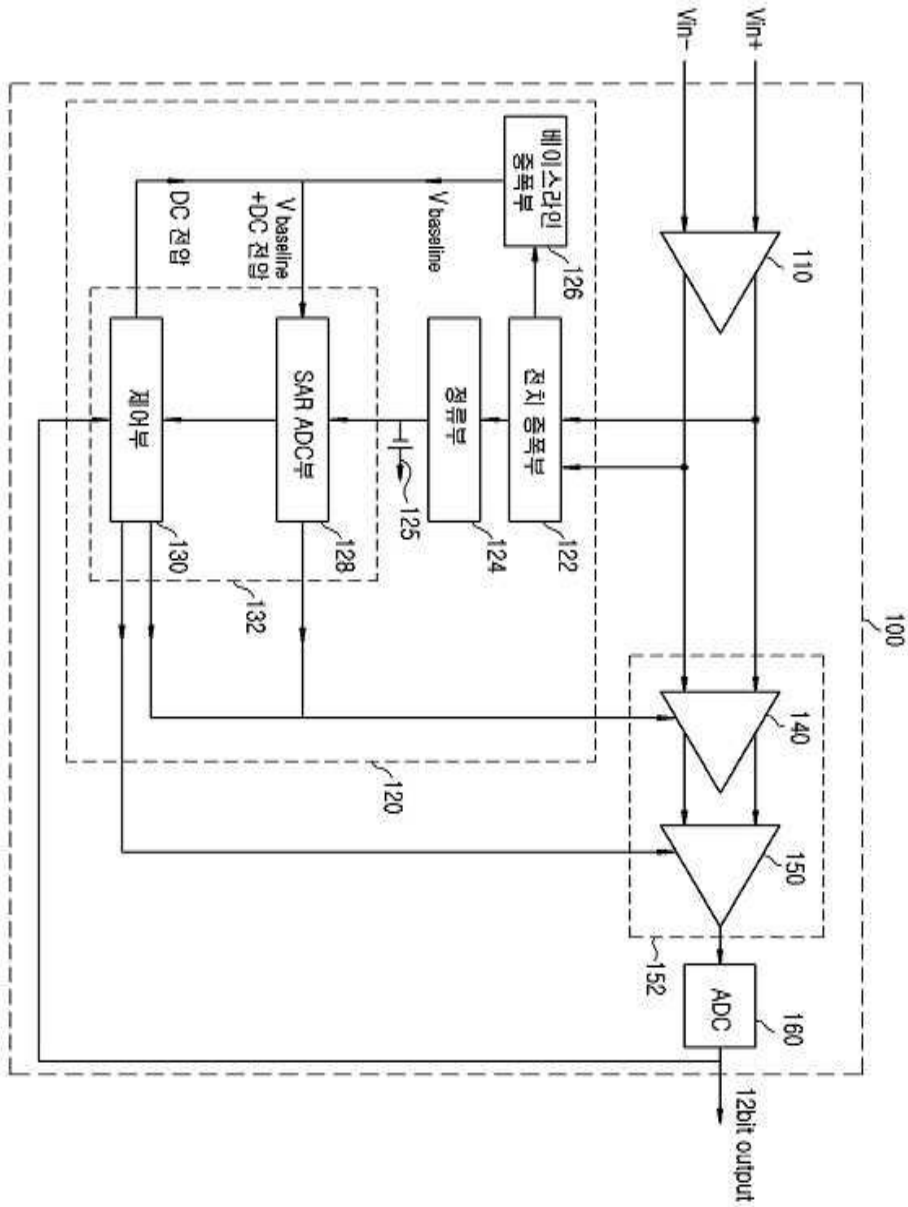 100
110
140
150
160
Vin+
Vin-
ADC
12bit output
152
전치 증폭부
122
베이스라인
증폭부
126
정류부
124
V baseline
125
SAR ADC부
128
V baseline
+DC 전압
132
120
DC 전압
제어부
130